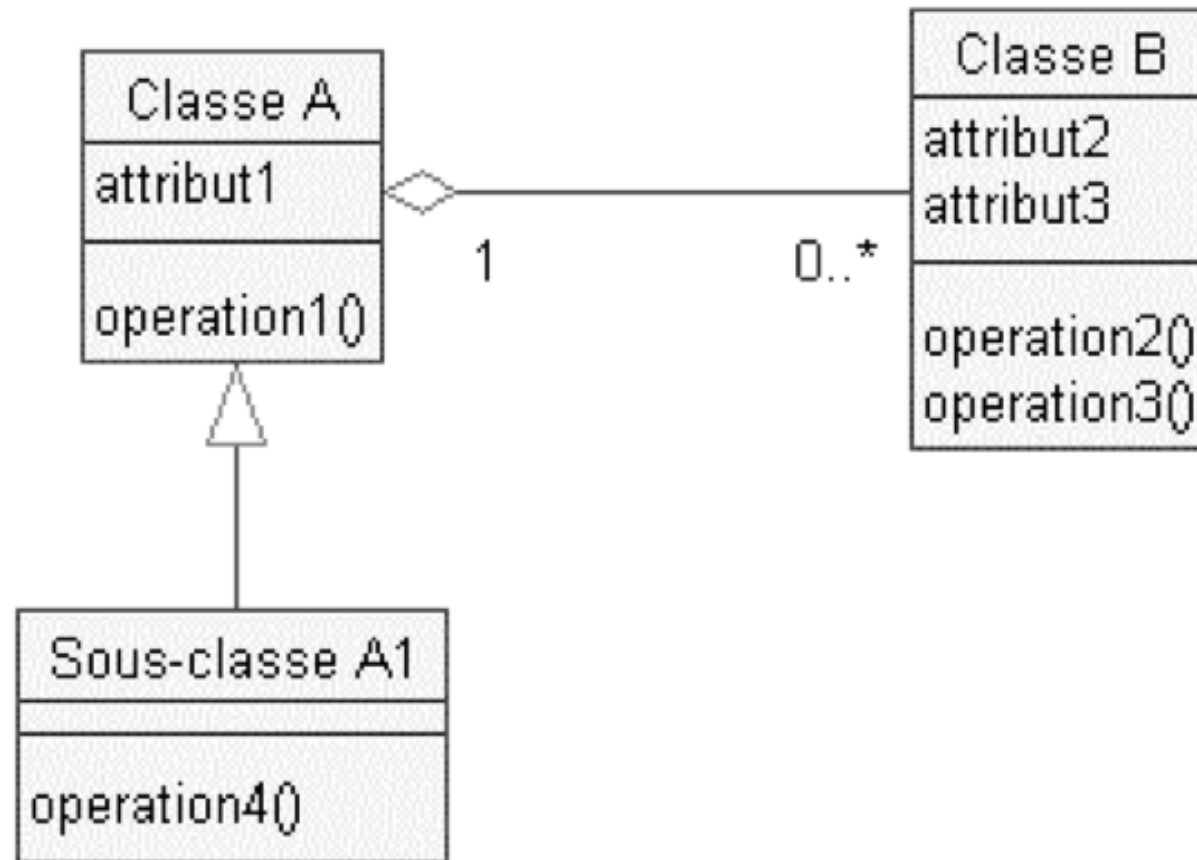 Classe A
attribut1
operation1()
1
0..*
Classe B
attribut2
attribut3
operation2()
operation3()
Sous-classe A1
operation4()